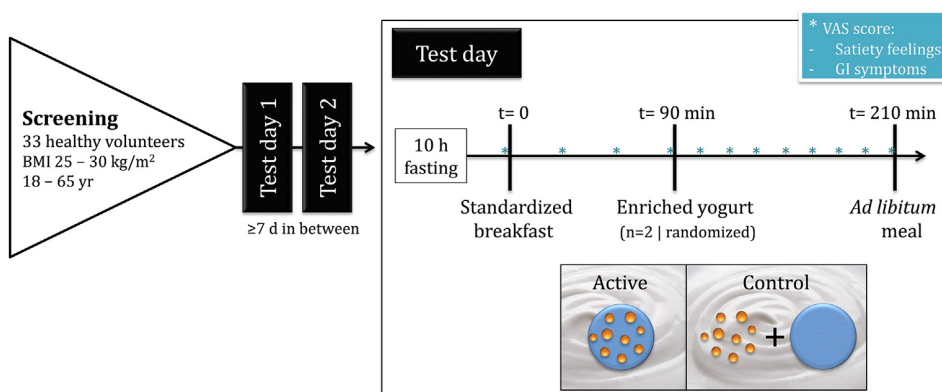 Screening
33 healthy volunteers
BMI 25 – 30 kg/m²
18 – 65 yr
Test day 1
Test day 2
≥7 d in between
Test day
* VAS score:
- Satiety feelings
- GI symptoms
t= 0
t= 90 min
t= 210 min
10 h
fasting
* * * * * * * * * * *
Standardized
breakfast
Enriched yogurt
(n=2 | randomized)
Ad libitum
meal
Active
Control
+